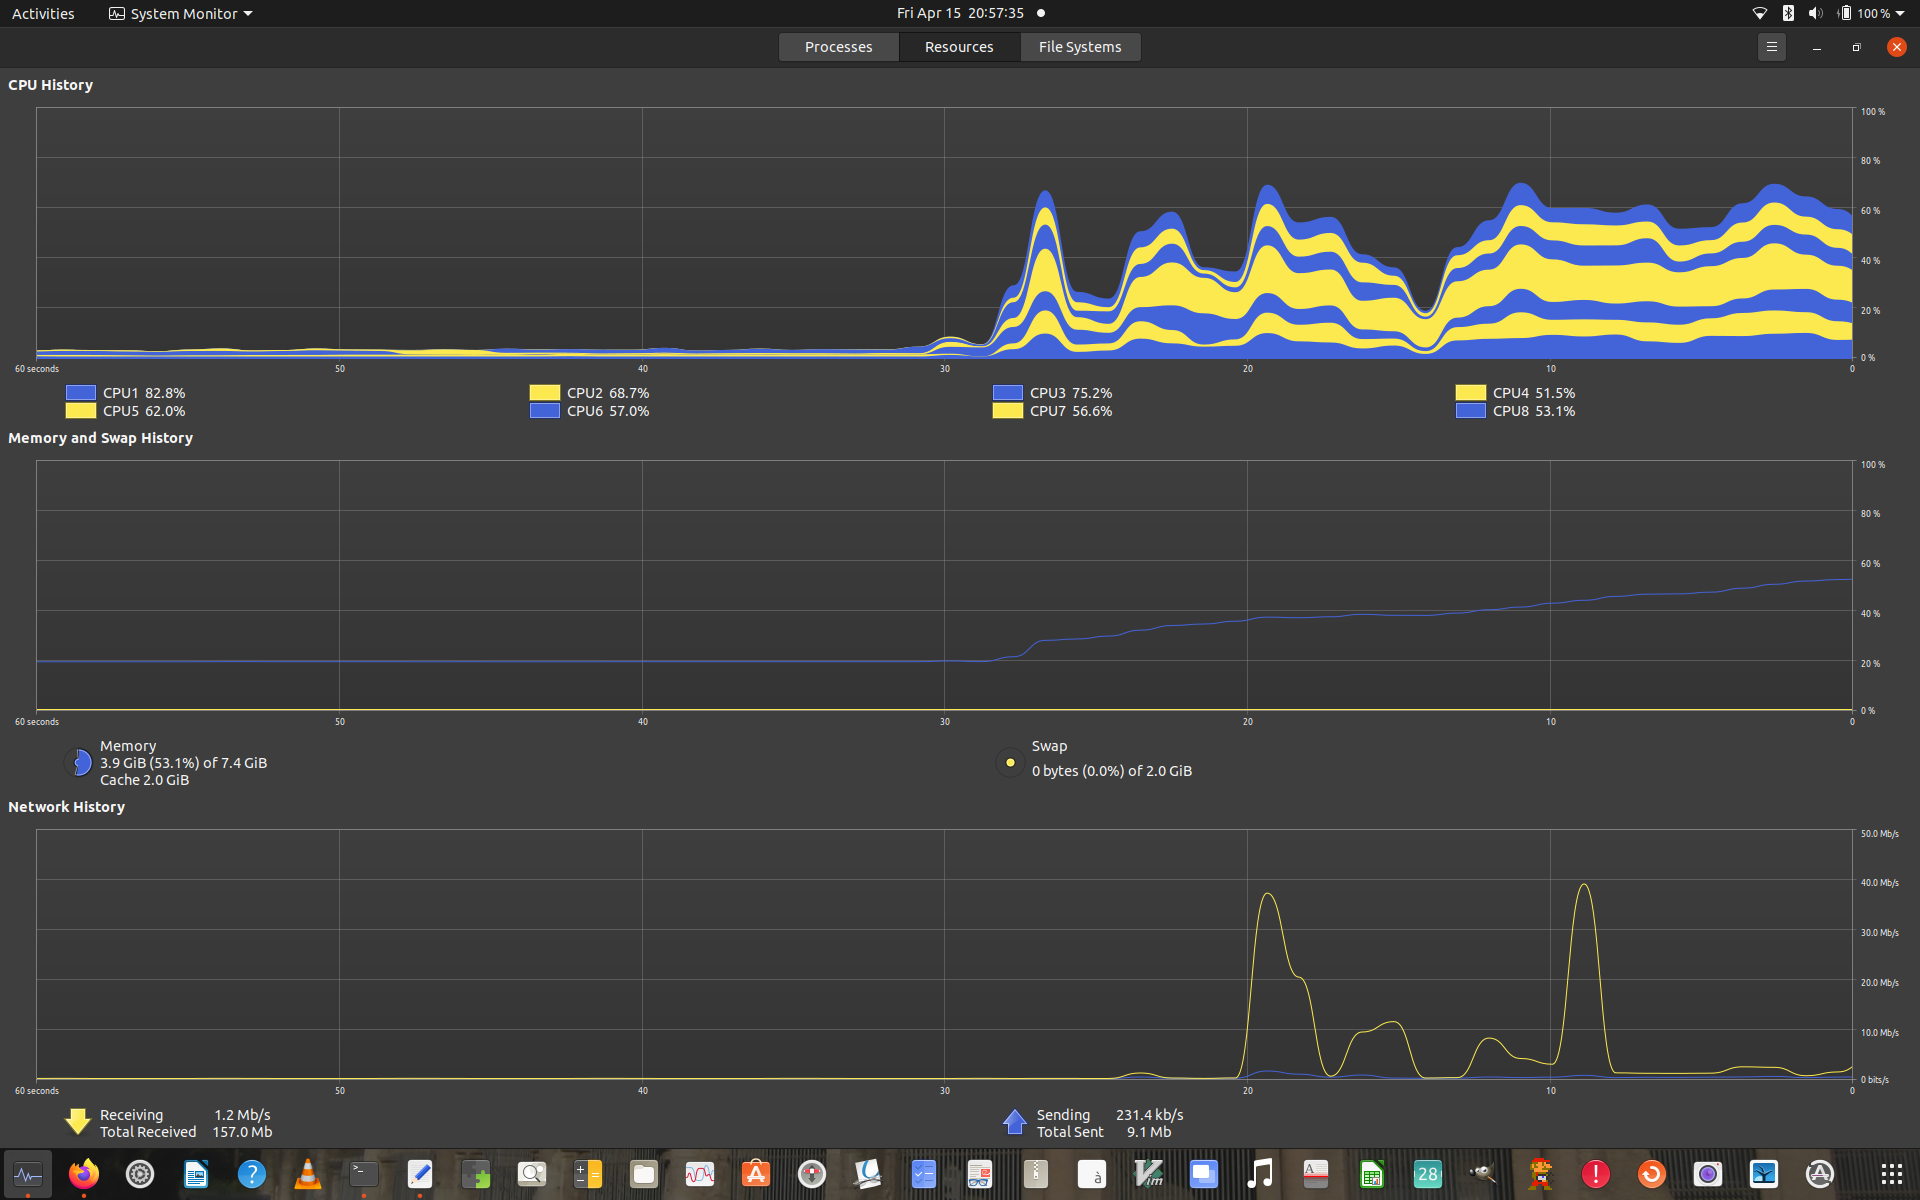 Activities System Monitor Fri Apr 15 20:57:35 100 %
Processes Resources File Systems
CPU History
100 %
80 %
60 %
40 %
20 %
0 %
60 seconds 50 40 30 20 10 0
CPU1 82.8% CPU2 68.7% CPU3 75.2% CPU4 51.5%
CPU5 62.0% CPU6 57.0% CPU7 56.6% CPU8 53.1%
Memory and Swap History
100 %
80 %
60 %
40 %
20 %
0 %
60 seconds 50 40 30 20 10 0
Memory
3.9 GiB (53.1%) of 7.4 GiB
Cache 2.0 GiB
Swap
0 bytes (0.0%) of 2.0 GiB
Network History
50.0 Mb/s
40.0 Mb/s
30.0 Mb/s
20.0 Mb/s
10.0 Mb/s
0 bits/s
60 seconds 50 40 30 20 10 0
Receiving 1.2 Mb/s Sending 231.4 kb/s
Total Received 157.0 Mb Total Sent 9.1 Mb
? >_ A à Vim A 28 !